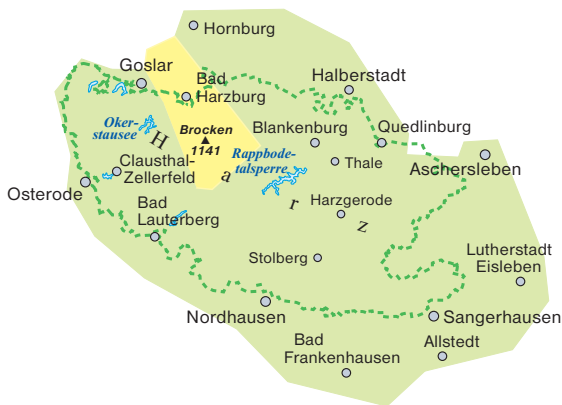 Hornburg
Goslar
Bad
Harzburg
Halberstadt
Oker-
stausee
H
Brocken
1141
Blankenburg
Quedlinburg
Rappbode-
talsperre
Thale
Aschersleben
Clausthal-
Zellerfeld
a
Osterode
Bad
Lauterberg
r
Harzgerode
z
Stolberg
Lutherstadt
Eisleben
Nordhausen
Sangerhausen
Bad
Frankenhausen
Allstedt